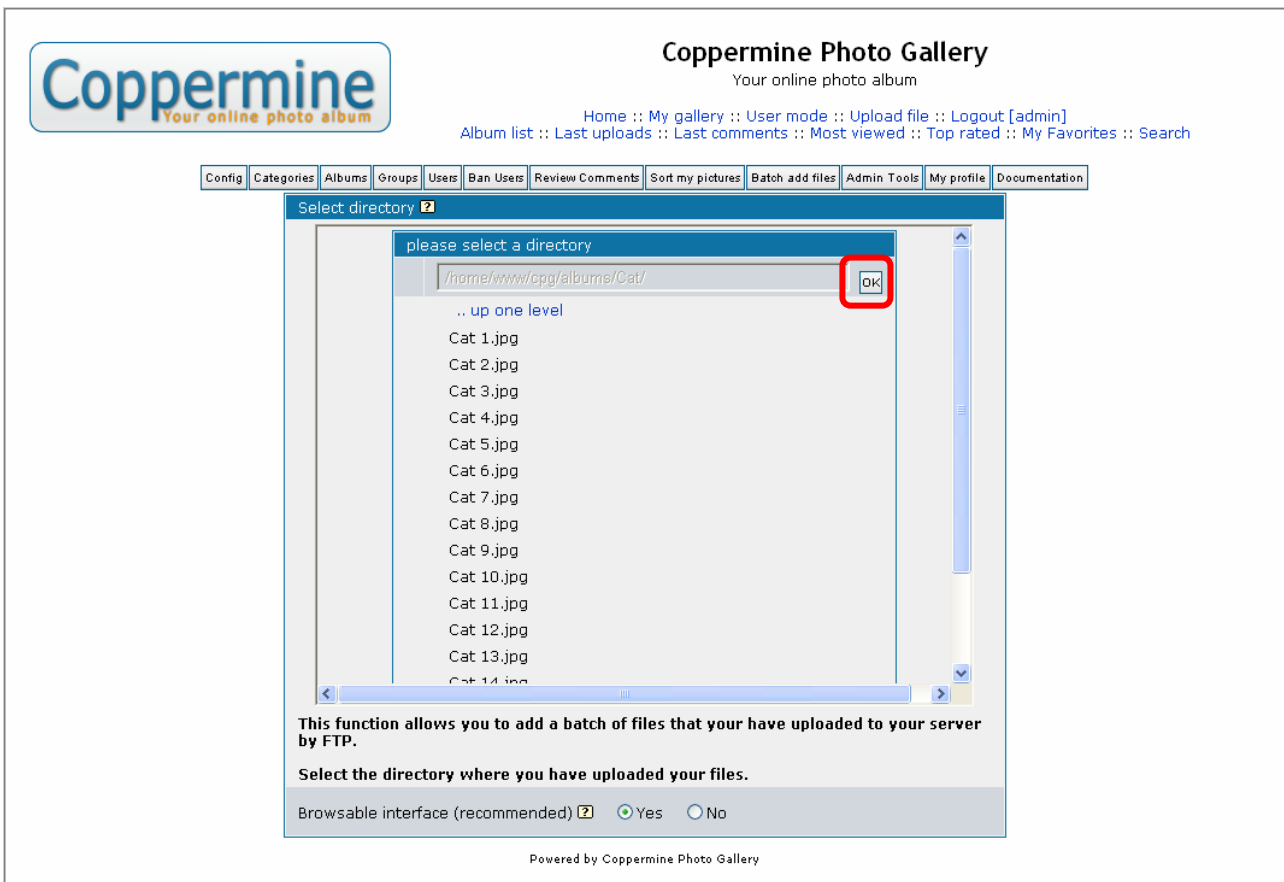 Coppermine
Your online photo album
Coppermine Photo Gallery
Your online photo album
Home :: My gallery :: User mode :: Upload file :: Logout [admin]
Album list :: Last uploads :: Last comments :: Most viewed :: Top rated :: My Favorites :: Search
Config Categories Albums Groups Users Ban Users Review Comments Sort my pictures Batch add files Admin Tools My profile Documentation
Select directory ?
please select a directory
/home/www/cpg/albums/Cat/ OK
.. up one level
Cat 1.jpg
Cat 2.jpg
Cat 3.jpg
Cat 4.jpg
Cat 5.jpg
Cat 6.jpg
Cat 7.jpg
Cat 8.jpg
Cat 9.jpg
Cat 10.jpg
Cat 11.jpg
Cat 12.jpg
Cat 13.jpg
Cat 14.jpg
This function allows you to add a batch of files that your have uploaded to your server
by FTP.
Select the directory where you have uploaded your files.
Browsable interface (recommended) ? Yes No
Powered by Coppermine Photo Gallery